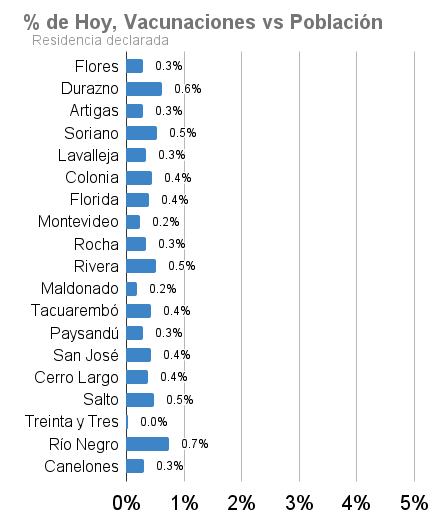 % de Hoy, Vacunaciones vs Población
Residencia declarada
Flores 0.3%
Durazno 0.6%
Artigas 0.3%
Soriano 0.5%
Lavalleja 0.3%
Colonia 0.4%
Florida 0.4%
Montevideo 0.2%
Rocha 0.3%
Rivera 0.5%
Maldonado 0.2%
Tacuarembó 0.4%
Paysandú 0.3%
San José 0.4%
Cerro Largo 0.4%
Salto 0.5%
Treinta y Tres 0.0%
Río Negro 0.7%
Canelones 0.3%
0% 1% 2% 3% 4% 5%